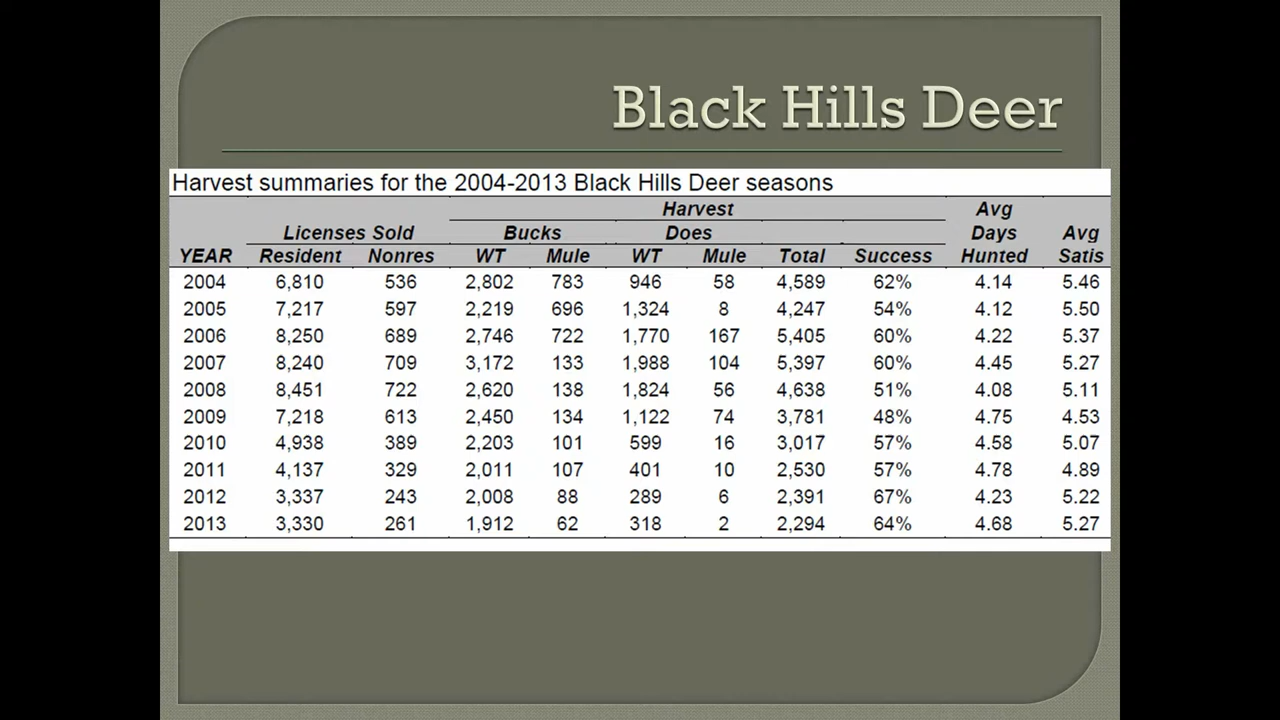 Black Hills Deer
Harvest summaries for the 2004-2013 Black Hills Deer seasons
Harvest Avg
Licenses Sold Bucks Does Days Avg
YEAR Resident Nonres WT Mule WT Mule Total Success Hunted Satis
2004 6,810 536 2,802 783 946 58 4,589 62% 4.14 5.46
2005 7,217 597 2,219 696 1,324 8 4,247 54% 4.12 5.50
2006 8,250 689 2,746 722 1,770 167 5,405 60% 4.22 5.37
2007 8,240 709 3,172 133 1,988 104 5,397 60% 4.45 5.27
2008 8,451 722 2,620 138 1,824 56 4,638 51% 4.08 5.11
2009 7,218 613 2,450 134 1,122 74 3,781 48% 4.75 4.53
2010 4,938 389 2,203 101 599 16 3,017 57% 4.58 5.07
2011 4,137 329 2,011 107 401 10 2,530 57% 4.78 4.89
2012 3,337 243 2,008 88 289 6 2,391 67% 4.23 5.22
2013 3,330 261 1,912 62 318 2 2,294 64% 4.68 5.27